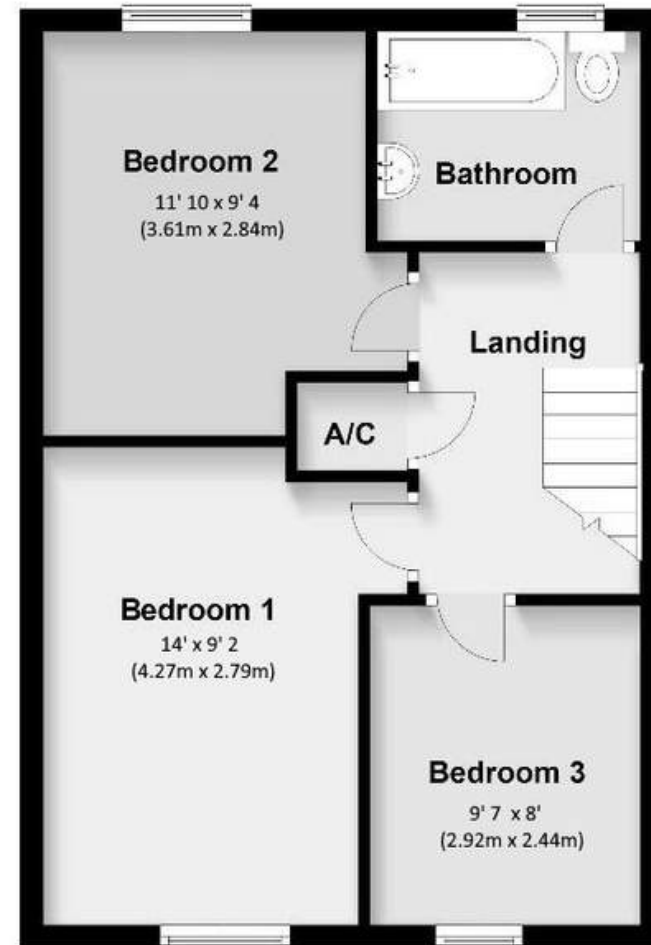 Bedroom 2
11' 10 x 9' 4
(3.61m x 2.84m)
Bathroom
Landing
A/C
Bedroom 1
14' x 9' 2
(4.27m x 2.79m)
Bedroom 3
9' 7 x 8'
(2.92m x 2.44m)